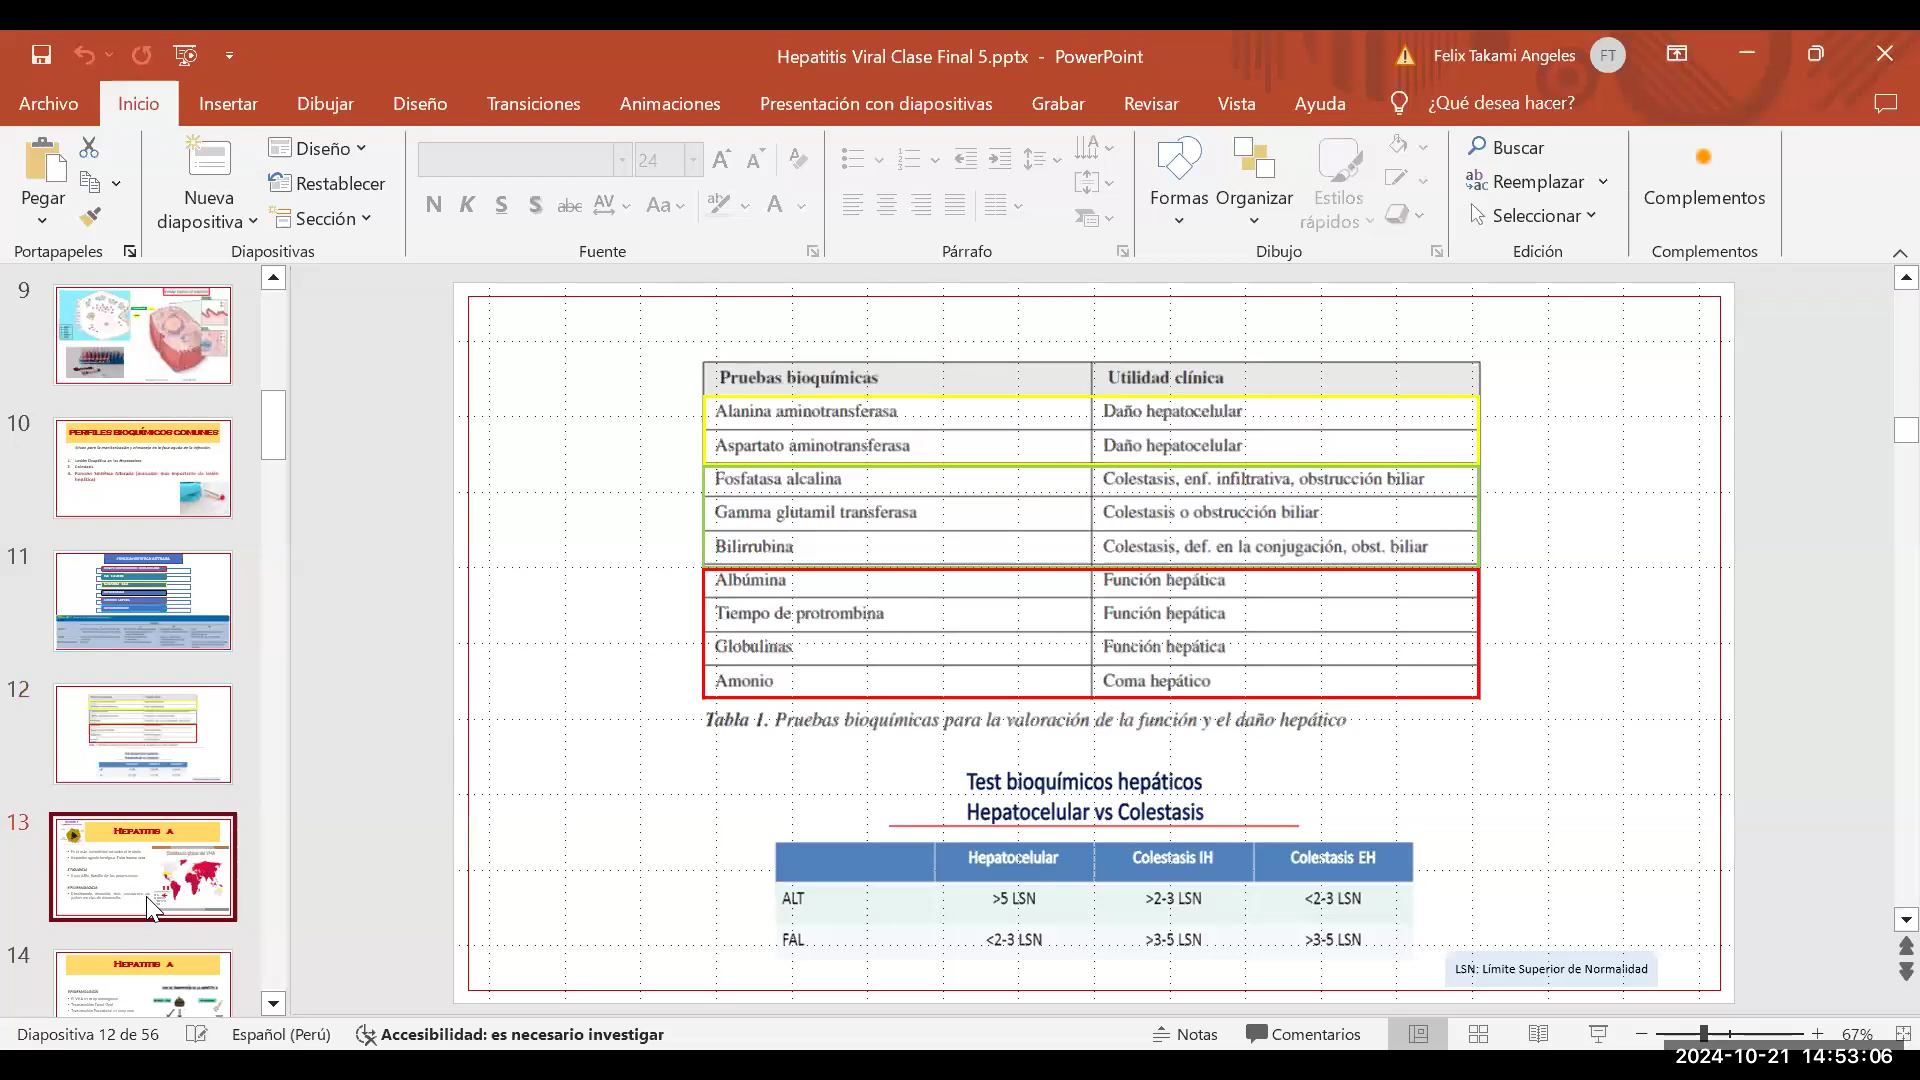 Hepatitis Viral Clase Final 5.pptx - PowerPoint
Felix Takami Angeles
FT
Archivo
Inicio
Insertar
Dibujar
Diseño
Transiciones
Animaciones
Presentación con diapositivas
Grabar
Revisar
Vista
Ayuda
¿Qué desea hacer?
Pegar
Portapapeles
Nueva
diapositiva
Diseño
Restablecer
Sección
Diapositivas
24
N K S S abc AV Aa A
Fuente
Párrafo
Formas
Organizar
Estilos
rápidos
Dibujo
Buscar
Reemplazar
Seleccionar
Edición
Complementos
Complementos
9
10
PERFILES BIOQUÍMICOS COMUNES
11
12
13
HEPATITIS A
14
HEPATITIS A
Pruebas bioquímicas Utilidad clínica
Alanina aminotransferasa Daño hepatocelular
Aspartato aminotransferasa Daño hepatocelular
Fosfatasa alcalina Colestasis, enf. infiltrativa, obstrucción biliar
Gamma glutamil transferasa Colestasis o obstrucción biliar
Bilirrubina Colestasis, def. en la conjugación, obst. biliar
Albúmina Función hepática
Tiempo de protrombina Función hepática
Globulinas Función hepática
Amonio Coma hepático
Tabla 1. Pruebas bioquímicas para la valoración de la función y el daño hepático
Test bioquímicos hepáticos
Hepatocelular vs Colestasis
Hepatocelular Colestasis IH Colestasis EH
ALT >5 LSN >2-3 LSN <2-3 LSN
FAL <2-3 LSN >3-5 LSN >3-5 LSN
LSN: Límite Superior de Normalidad
Diapositiva 12 de 56
Español (Perú)
Accesibilidad: es necesario investigar
Notas
Comentarios
67%
2024-10-21 14:53:06